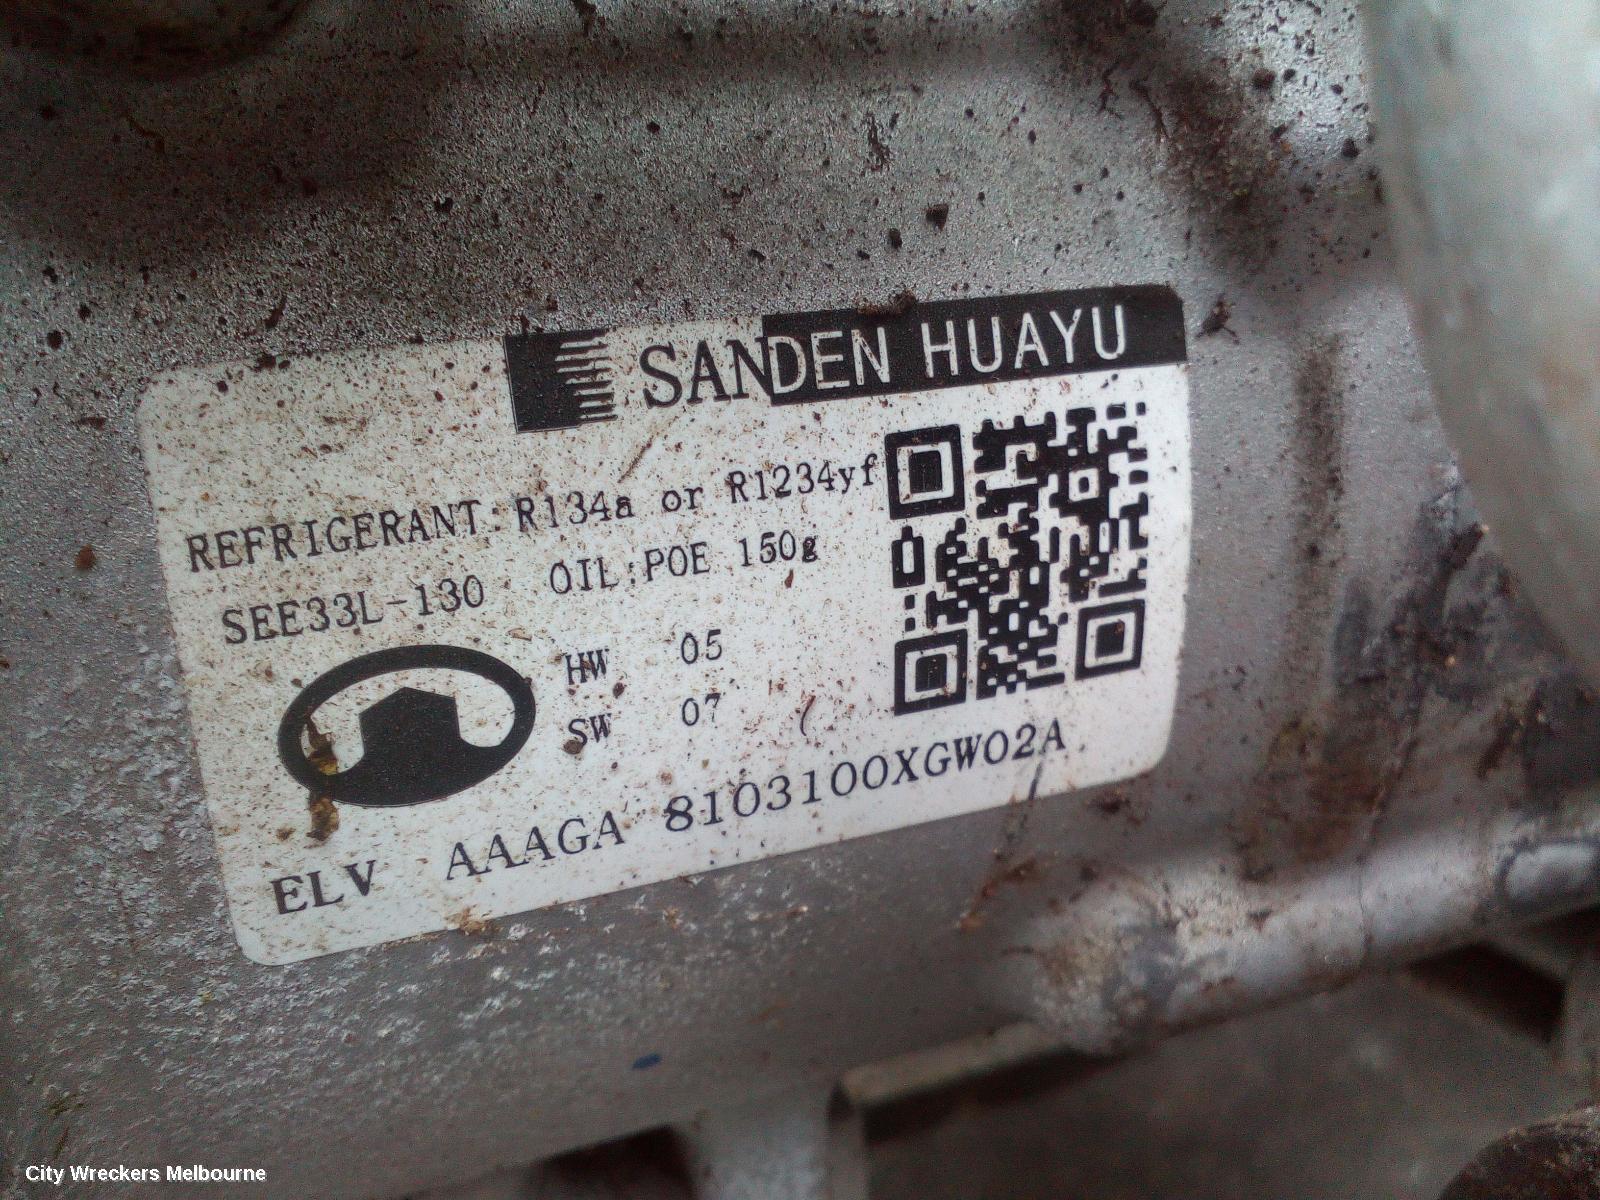 SANDEN HUAYU
REFRIGERANT:R134a or R1234yf
SEE33L-130 OIL:POE 150g
HW 05
SW 07
ELV AAAGA 8103100XGW02A
City Wreckers Melbourne